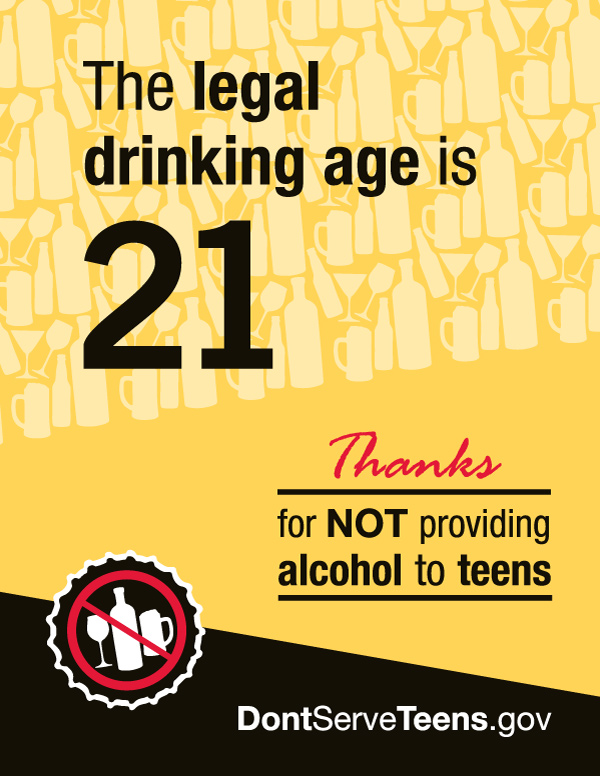 The legal
drinking age is
21
Thanks
for NOT providing
alcohol to teens
DontServeTeens.gov